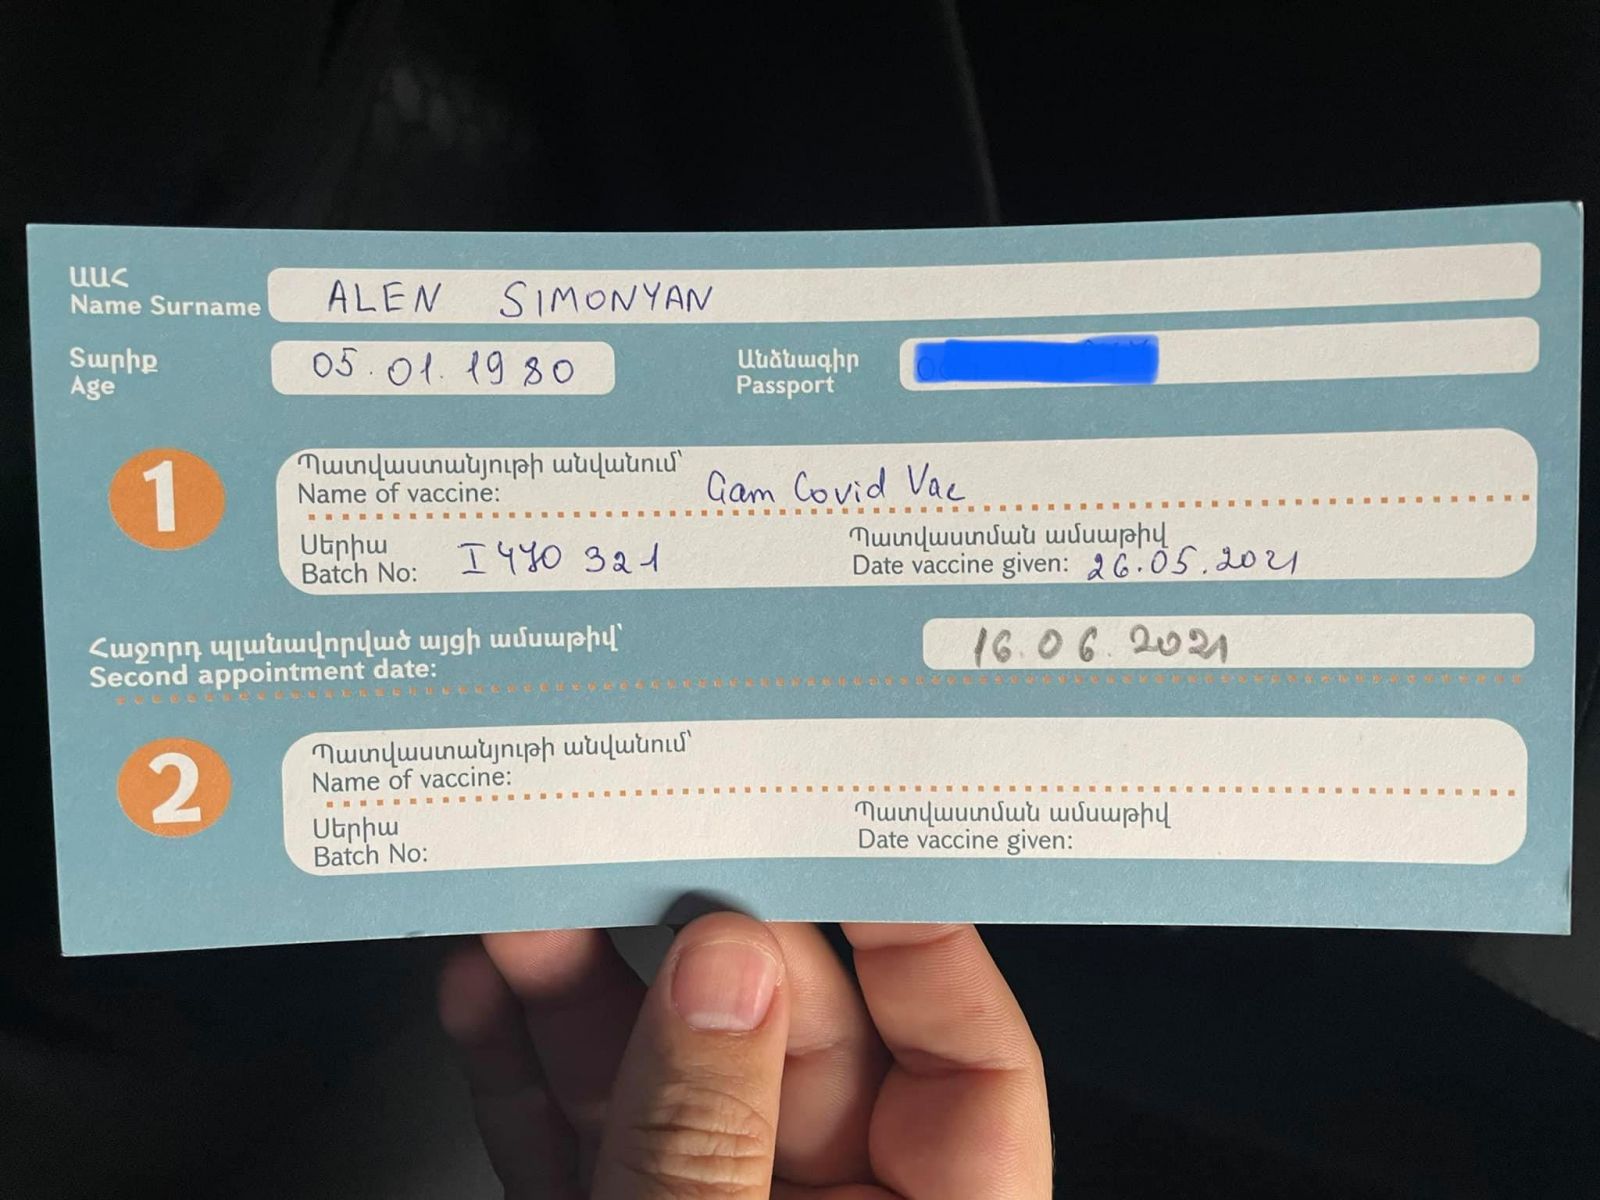 ԱԱՀ
Name Surname ALEN SIMONYAN
Տարիք
Age 05.01.1980
Անձնագիր
Passport
1
Պատվաստանյութի անվանում՝
Name of vaccine: Gam Covid Vac
Սերիա
Batch No: I470 321
Պատվաստման ամսաթիվ
Date vaccine given: 26.05.2021
Հաջորդ պլանավորված այցի ամսաթիվ՝
Second appointment date: 16.06.2021
2
Պատվաստանյութի անվանում՝
Name of vaccine:
Սերիա
Batch No:
Պատվաստման ամսաթիվ
Date vaccine given: